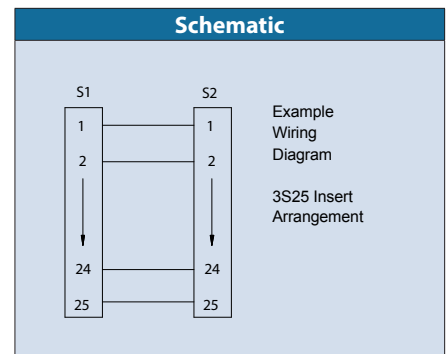 Schematic
S1 S2
1 1
2 2
24 24
25 25
Example
Wiring
Diagram
3S25 Insert
Arrangement